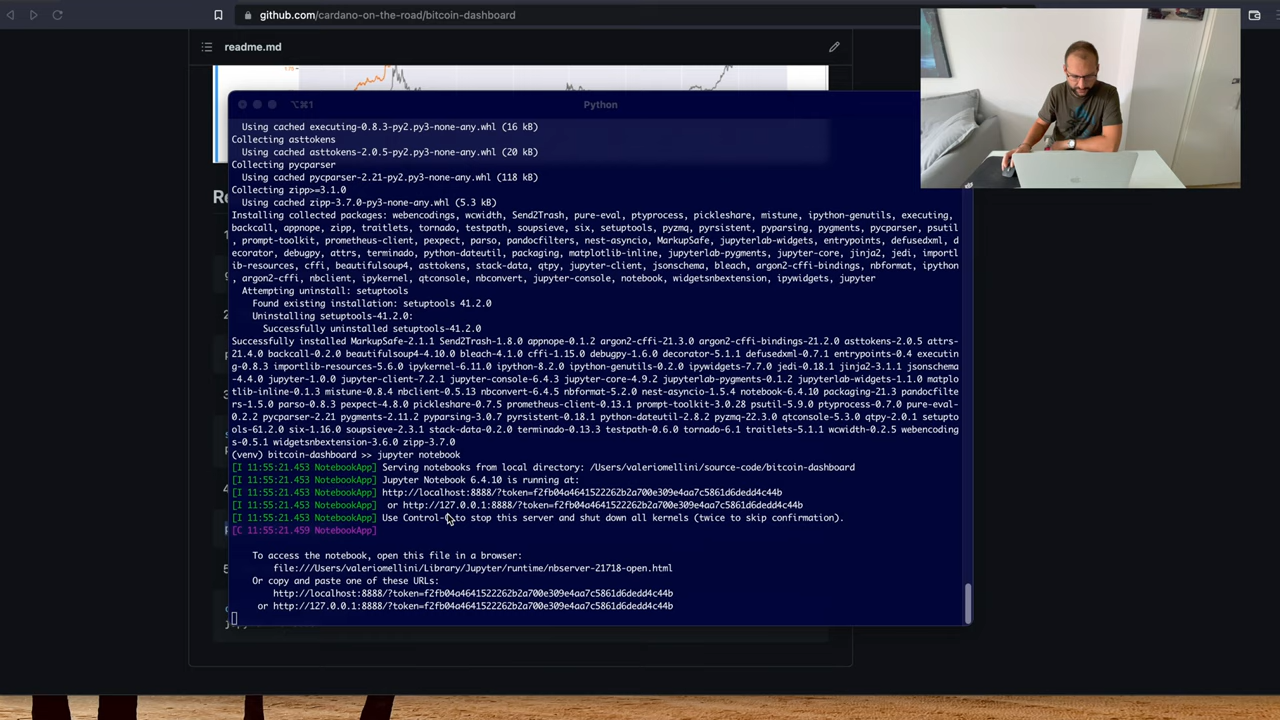 github.com/cardano-on-the-road/bitcoin-dashboard
readme.md
⌥⌘1
Python
Using cached executing-0.8.3-py2.py3-none-any.whl (16 kB)
Collecting asttokens
Using cached asttokens-2.0.5-py2.py3-none-any.whl (20 kB)
Collecting pycparser
Using cached pycparser-2.21-py2.py3-none-any.whl (118 kB)
Collecting zipp>=3.1.0
Using cached zipp-3.7.0-py3-none-any.whl (5.3 kB)
Installing collected packages: webencodings, wcwidth, Send2Trash, pure-eval, ptyprocess, pickleshare, mistune, ipython-genutils, executing,
backcall, appnope, zipp, traitlets, tornado, testpath, soupsieve, six, setuptools, pyzmq, pyrsistent, pyparsing, pygments, pycparser, psutil
, prompt-toolkit, prometheus-client, pexpect, parso, pandocfilters, nest-asyncio, MarkupSafe, jupyterlab-widgets, entrypoints, defusedxml, d
ecorator, debugpy, attrs, terminado, python-dateutil, packaging, matplotlib-inline, jupyterlab-pygments, jupyter-core, jinja2, jedi, importl
ib-resources, cffi, beautifulsoup4, asttokens, stack-data, qtpy, jupyter-client, jsonschema, bleach, argon2-cffi-bindings, nbformat, ipython
, argon2-cffi, nbclient, ipykernel, qtconsole, nbconvert, jupyter-console, notebook, widgetsnbextension, ipywidgets, jupyter
Attempting uninstall: setuptools
Found existing installation: setuptools 41.2.0
Uninstalling setuptools-41.2.0:
Successfully uninstalled setuptools-41.2.0
Successfully installed MarkupSafe-2.1.1 Send2Trash-1.8.0 appnope-0.1.2 argon2-cffi-21.3.0 argon2-cffi-bindings-21.2.0 asttokens-2.0.5 attrs-
21.4.0 backcall-0.2.0 beautifulsoup4-4.10.0 bleach-4.1.0 cffi-1.15.0 debugpy-1.6.0 decorator-5.1.1 defusedxml-0.7.1 entrypoints-0.4 executin
g-0.8.3 importlib-resources-5.6.0 ipykernel-6.11.0 ipython-8.2.0 ipython-genutils-0.2.0 ipywidgets-7.7.0 jedi-0.18.1 jinja2-3.1.1 jsonschema
-4.4.0 jupyter-1.0.0 jupyter-client-7.2.1 jupyter-console-6.4.3 jupyter-core-4.9.2 jupyterlab-pygments-0.1.2 jupyterlab-widgets-1.1.0 matplo
tlib-inline-0.1.3 mistune-0.8.4 nbclient-0.5.13 nbconvert-6.4.5 nbformat-5.2.0 nest-asyncio-1.5.4 notebook-6.4.10 packaging-21.3 pandocfilte
rs-1.5.0 parso-0.8.3 pexpect-4.8.0 pickleshare-0.7.5 prometheus-client-0.13.1 prompt-toolkit-3.0.28 psutil-5.9.0 ptyprocess-0.7.0 pure-eval-
0.2.2 pycparser-2.21 pygments-2.11.2 pyparsing-3.0.7 pyrsistent-0.18.1 python-dateutil-2.8.2 pyzmq-22.3.0 qtconsole-5.3.0 qtpy-2.0.1 setupto
ols-61.2.0 six-1.16.0 soupsieve-2.3.1 stack-data-0.2.0 terminado-0.13.3 testpath-0.6.0 tornado-6.1 traitlets-5.1.1 wcwidth-0.2.5 webencoding
s-0.5.1 widgetsnbextension-3.6.0 zipp-3.7.0
(venv) bitcoin-dashboard >> jupyter notebook
[I 11:55:21.453 NotebookApp] Serving notebooks from local directory: /Users/valeriomellini/source-code/bitcoin-dashboard
[I 11:55:21.453 NotebookApp] Jupyter Notebook 6.4.10 is running at:
[I 11:55:21.453 NotebookApp] http://localhost:8888/?token=f2fb04a4641522262b2a700e309e4aa7c5861d6dedd4c44b
[I 11:55:21.453 NotebookApp] or http://127.0.0.1:8888/?token=f2fb04a4641522262b2a700e309e4aa7c5861d6dedd4c44b
[I 11:55:21.453 NotebookApp] Use Control-C to stop this server and shut down all kernels (twice to skip confirmation).
[C 11:55:21.459 NotebookApp]
To access the notebook, open this file in a browser:
file:///Users/valeriomellini/Library/Jupyter/runtime/nbserver-21718-open.html
Or copy and paste one of these URLs:
http://localhost:8888/?token=f2fb04a4641522262b2a700e309e4aa7c5861d6dedd4c44b
or http://127.0.0.1:8888/?token=f2fb04a4641522262b2a700e309e4aa7c5861d6dedd4c44b